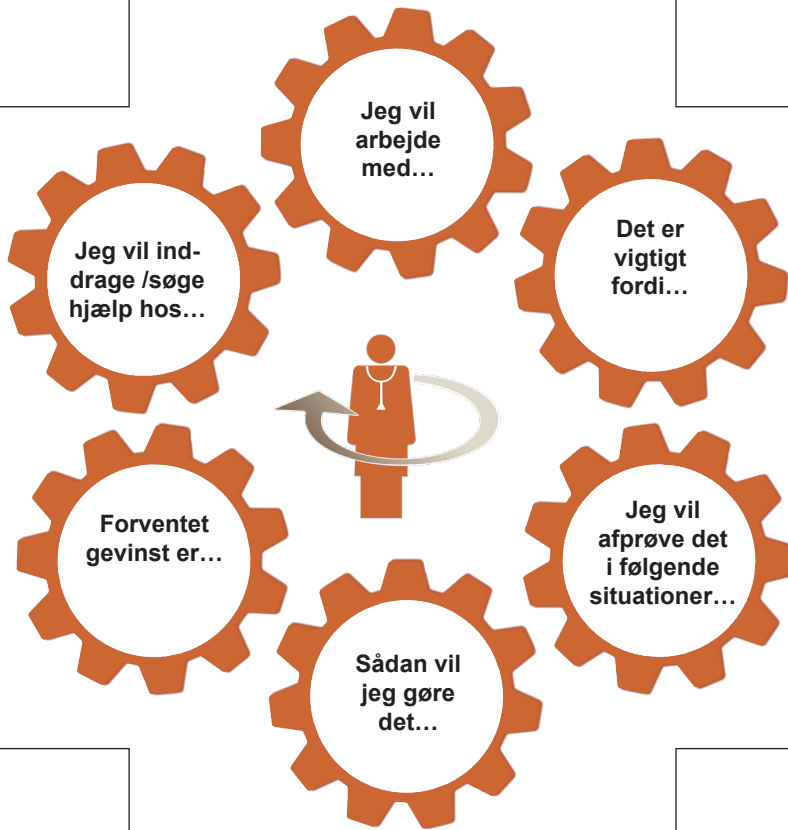 Jeg vil
arbejde
med…
Det er
vigtigt
fordi…
Jeg vil
afprøve det
i følgende
situationer…
Sådan vil
jeg gøre
det…
Forventet
gevinst er…
Jeg vil ind-
drage /søge
hjælp hos…